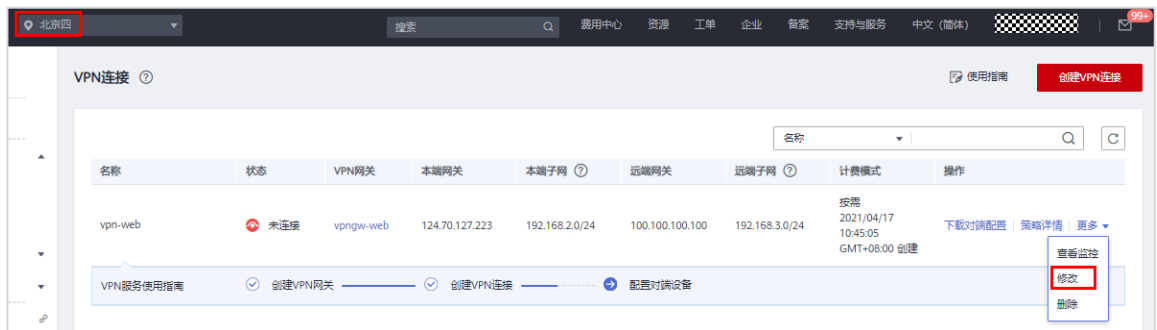 北京四 搜索 费用中心 资源 工单 企业 备案 支持与服务 中文 (简体) 99+
VPN连接 使用指南 创建VPN连接
名称
名称 状态 VPN网关 本端网关 本端子网 远端网关 远端子网 计费模式 操作
vpn-web 未连接 vpngw-web 124.70.127.223 192.168.2.0/24 100.100.100.100 192.168.3.0/24 按需 下载对端配置 策略详情 更多
2021/04/17
10:45:05
GMT+08:00 创建
查看监控
VPN服务使用指南 创建VPN网关 创建VPN连接 配置对端设备 修改
删除